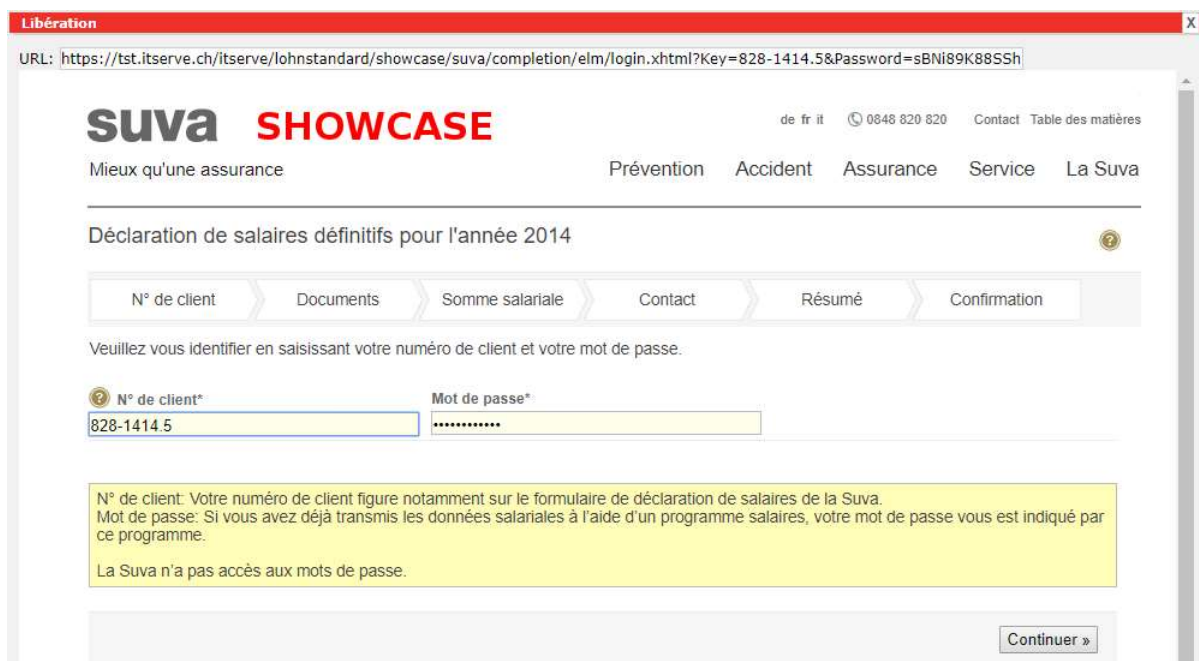 Libération
X
URL: https://tst.itserve.ch/itserve/lohnstandard/showcase/suva/completion/elm/login.xhtml?Key=828-1414.5&Password=sBNi89K88SSh
suva SHOWCASE
de fr it 0848 820 820 Contact Table des matières
Mieux qu'une assurance
Prévention Accident Assurance Service La Suva
Déclaration de salaires définitifs pour l'année 2014
?
N° de client Documents Somme salariale Contact Résumé Confirmation
Veuillez vous identifier en saisissant votre numéro de client et votre mot de passe.
? N° de client* Mot de passe*
828-1414.5 ••••••••••••
N° de client: Votre numéro de client figure notamment sur le formulaire de déclaration de salaires de la Suva.
Mot de passe: Si vous avez déjà transmis les données salariales à l’aide d’un programme salaires, votre mot de passe vous est indiqué par
ce programme.
La Suva n’a pas accès aux mots de passe.
Continuer »